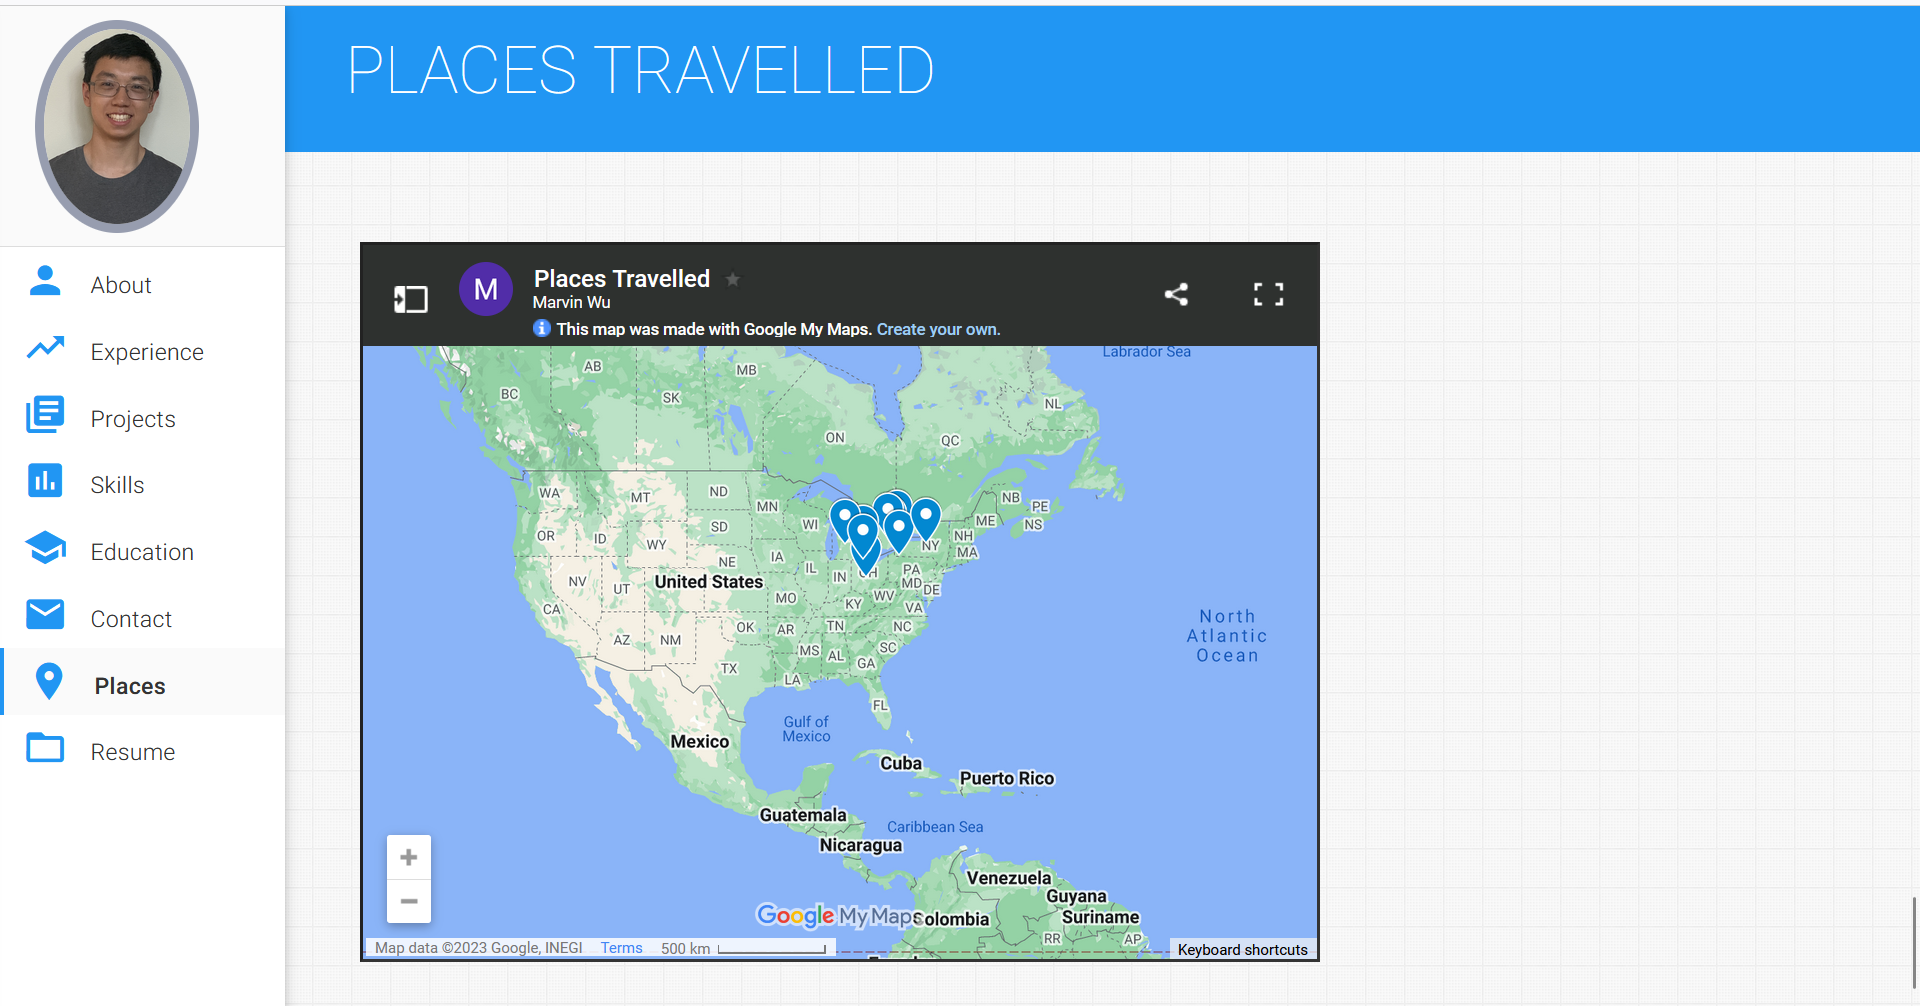 PLACES TRAVELLED
About
Experience
Projects
Skills
Education
Contact
Places
Resume
M
Places Travelled
Marvin Wu
This map was made with Google My Maps. Create your own.
Labrador Sea
AB
MB
BC
SK
NL
ON
QC
WA
MT
ND
MN
NB
PE
SD
WI
ME
NS
OR
ID
WY
NH
NY
MA
IA
NE
IL
IN
PA
NV
UT
United States
MD
DE
MO
KY
WV
VA
CA
OK
AR
TN
NC
AZ
NM
MS
AL
GA
SC
TX
LA
FL
North
Atlantic
Ocean
Gulf of
Mexico
Mexico
Cuba
Puerto Rico
Guatemala
Caribbean Sea
Nicaragua
Venezuela
Guyana
Google My Maps
Colombia
Suriname
RR
AP
Map data ©2023 Google, INEGI
Terms
500 km
Keyboard shortcuts